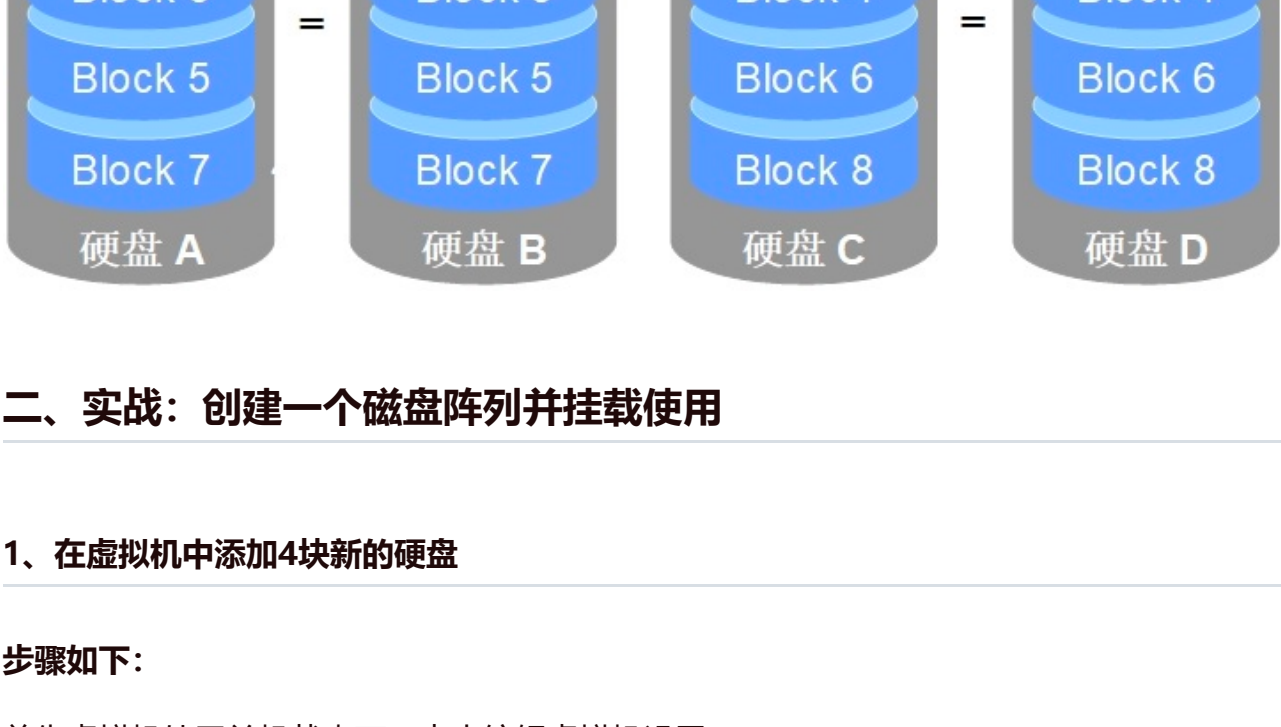 =
=
Block 5
Block 5
Block 6
Block 6
Block 7
Block 7
Block 8
Block 8
硬盘 A
硬盘 B
硬盘 C
硬盘 D
二、实战：创建一个磁盘阵列并挂载使用
1、在虚拟机中添加4块新的硬盘
步骤如下：